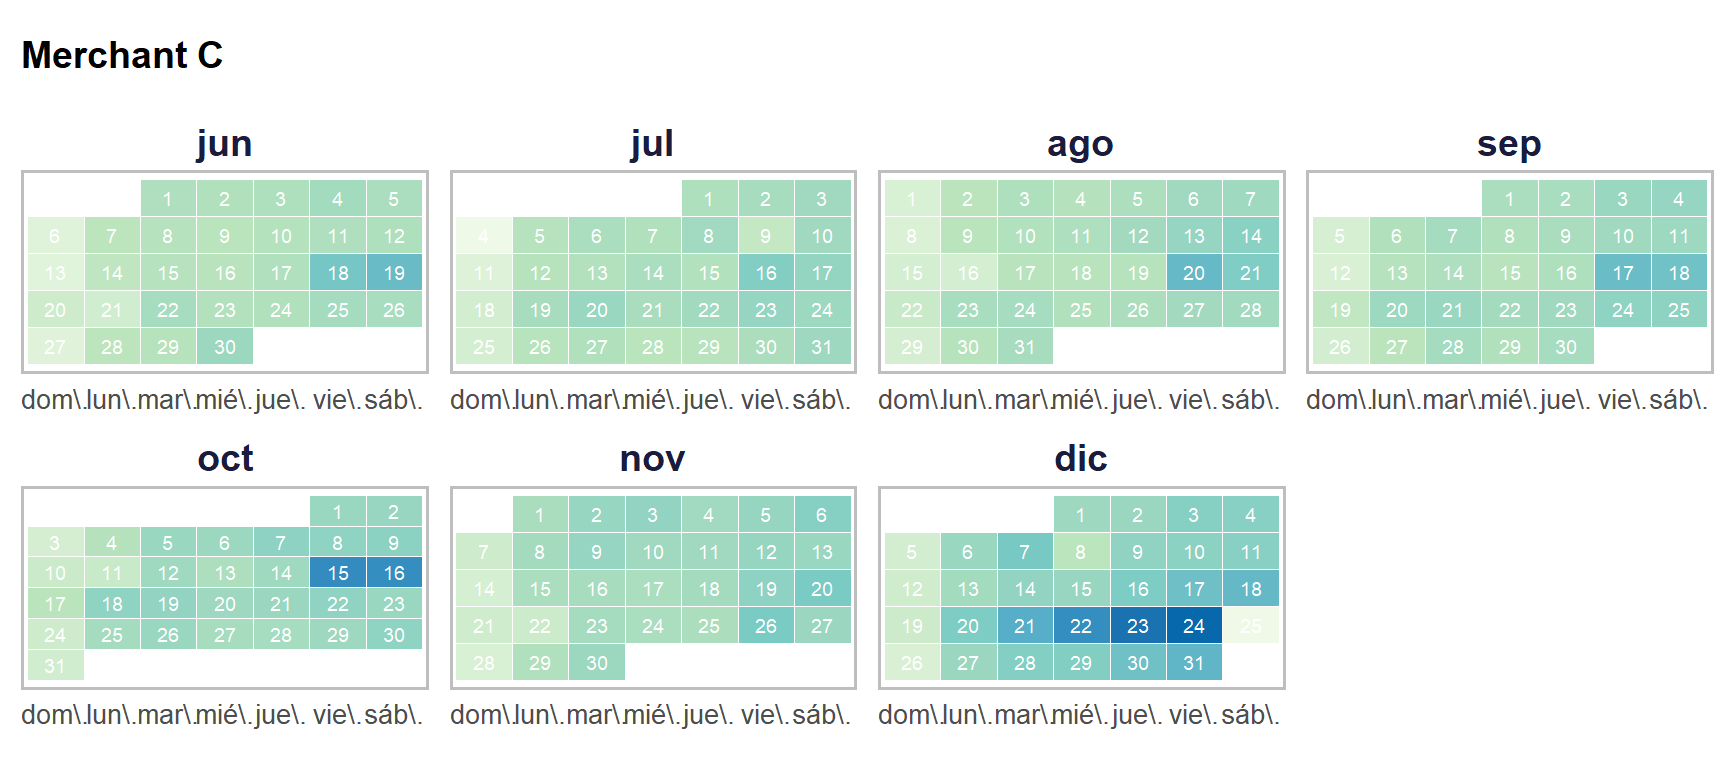 Merchant C
jun jul ago sep
1 2 3 4 5 1 2 3 1 2 3 4 5 6 7 1 2 3 4
6 7 8 9 10 11 12 4 5 6 7 8 9 10 8 9 10 11 12 13 14 5 6 7 8 9 10 11
13 14 15 16 17 18 19 11 12 13 14 15 16 17 15 16 17 18 19 20 21 12 13 14 15 16 17 18
20 21 22 23 24 25 26 18 19 20 21 22 23 24 22 23 24 25 26 27 28 19 20 21 22 23 24 25
27 28 29 30 25 26 27 28 29 30 31 29 30 31 26 27 28 29 30
dom\.lun\.mar\.mié\.jue\. vie\.sáb\. dom\.lun\.mar\.mié\.jue\. vie\.sáb\. dom\.lun\.mar\.mié\.jue\. vie\.sáb\. dom\.lun\.mar\.mié\.jue\. vie\.sáb\.
oct nov dic
1 2 1 2 3 4 5 6 1 2 3 4
3 4 5 6 7 8 9 7 8 9 10 11 12 13 5 6 7 8 9 10 11
10 11 12 13 14 15 16 14 15 16 17 18 19 20 12 13 14 15 16 17 18
17 18 19 20 21 22 23 21 22 23 24 25 26 27 19 20 21 22 23 24 25
24 25 26 27 28 29 30 28 29 30 26 27 28 29 30 31
31
dom\.lun\.mar\.mié\.jue\. vie\.sáb\. dom\.lun\.mar\.mié\.jue\. vie\.sáb\. dom\.lun\.mar\.mié\.jue\. vie\.sáb\.